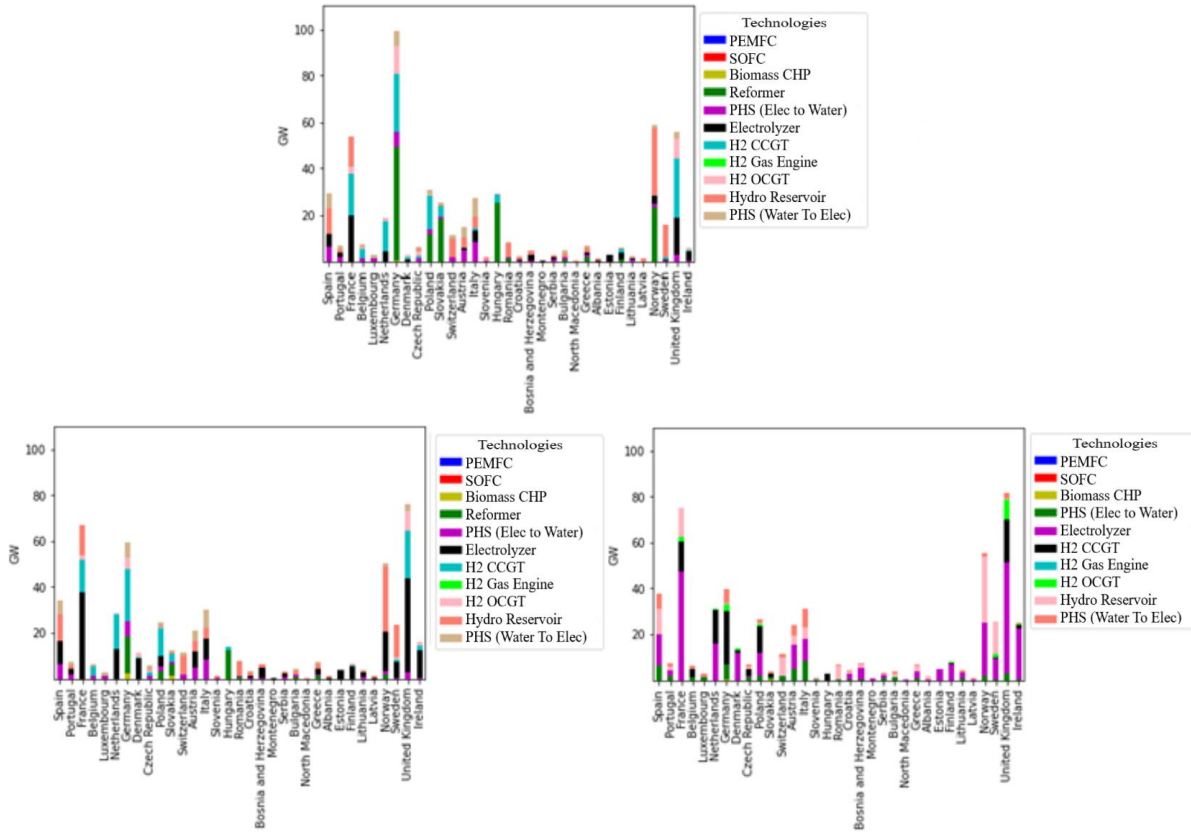 Technologies
PEMFC
SOFC
Biomass CHP
Reformer
PHS (Elec to Water)
Electrolyzer
H2 CCGT
H2 Gas Engine
H2 OCGT
Hydro Reservoir
PHS (Water To Elec)
GW
100
80
60
40
20
Spain
Portugal
France
Belgium
Luxembourg
Netherlands
Germany
Denmark
Czech Republic
Poland
Slovakia
Switzerland
Austria
Italy
Slovenia
Hungary
Romania
Croatia
Bosnia and Herzegovina
Montenegro
Serbia
Bulgaria
North Macedonia
Greece
Albania
Estonia
Finland
Lithuania
Latvia
Norway
Sweden
United Kingdom
Ireland
Technologies
PEMFC
SOFC
Biomass CHP
Reformer
PHS (Elec to Water)
Electrolyzer
H2 CCGT
H2 Gas Engine
H2 OCGT
Hydro Reservoir
PHS (Water To Elec)
GW
100
80
60
40
20
Spain
Portugal
France
Belgium
Luxembourg
Netherlands
Germany
Denmark
Czech Republic
Poland
Slovakia
Switzerland
Austria
Italy
Slovenia
Hungary
Romania
Croatia
Bosnia and Herzegovina
Montenegro
Serbia
Bulgaria
North Macedonia
Greece
Albania
Estonia
Finland
Lithuania
Latvia
Norway
Sweden
United Kingdom
Ireland
Technologies
PEMFC
SOFC
Biomass CHP
PHS (Elec to Water)
Electrolyzer
H2 CCGT
H2 Gas Engine
H2 OCGT
Hydro Reservoir
PHS (Water To Elec)
GW
100
80
60
40
20
Spain
Portugal
France
Belgium
Luxembourg
Netherlands
Germany
Denmark
Czech Republic
Poland
Slovakia
Switzerland
Austria
Italy
Slovenia
Hungary
Romania
Croatia
Bosnia and Herzegovina
Montenegro
Serbia
Bulgaria
North Macedonia
Greece
Albania
Estonia
Finland
Lithuania
Latvia
Norway
Sweden
United Kingdom
Ireland